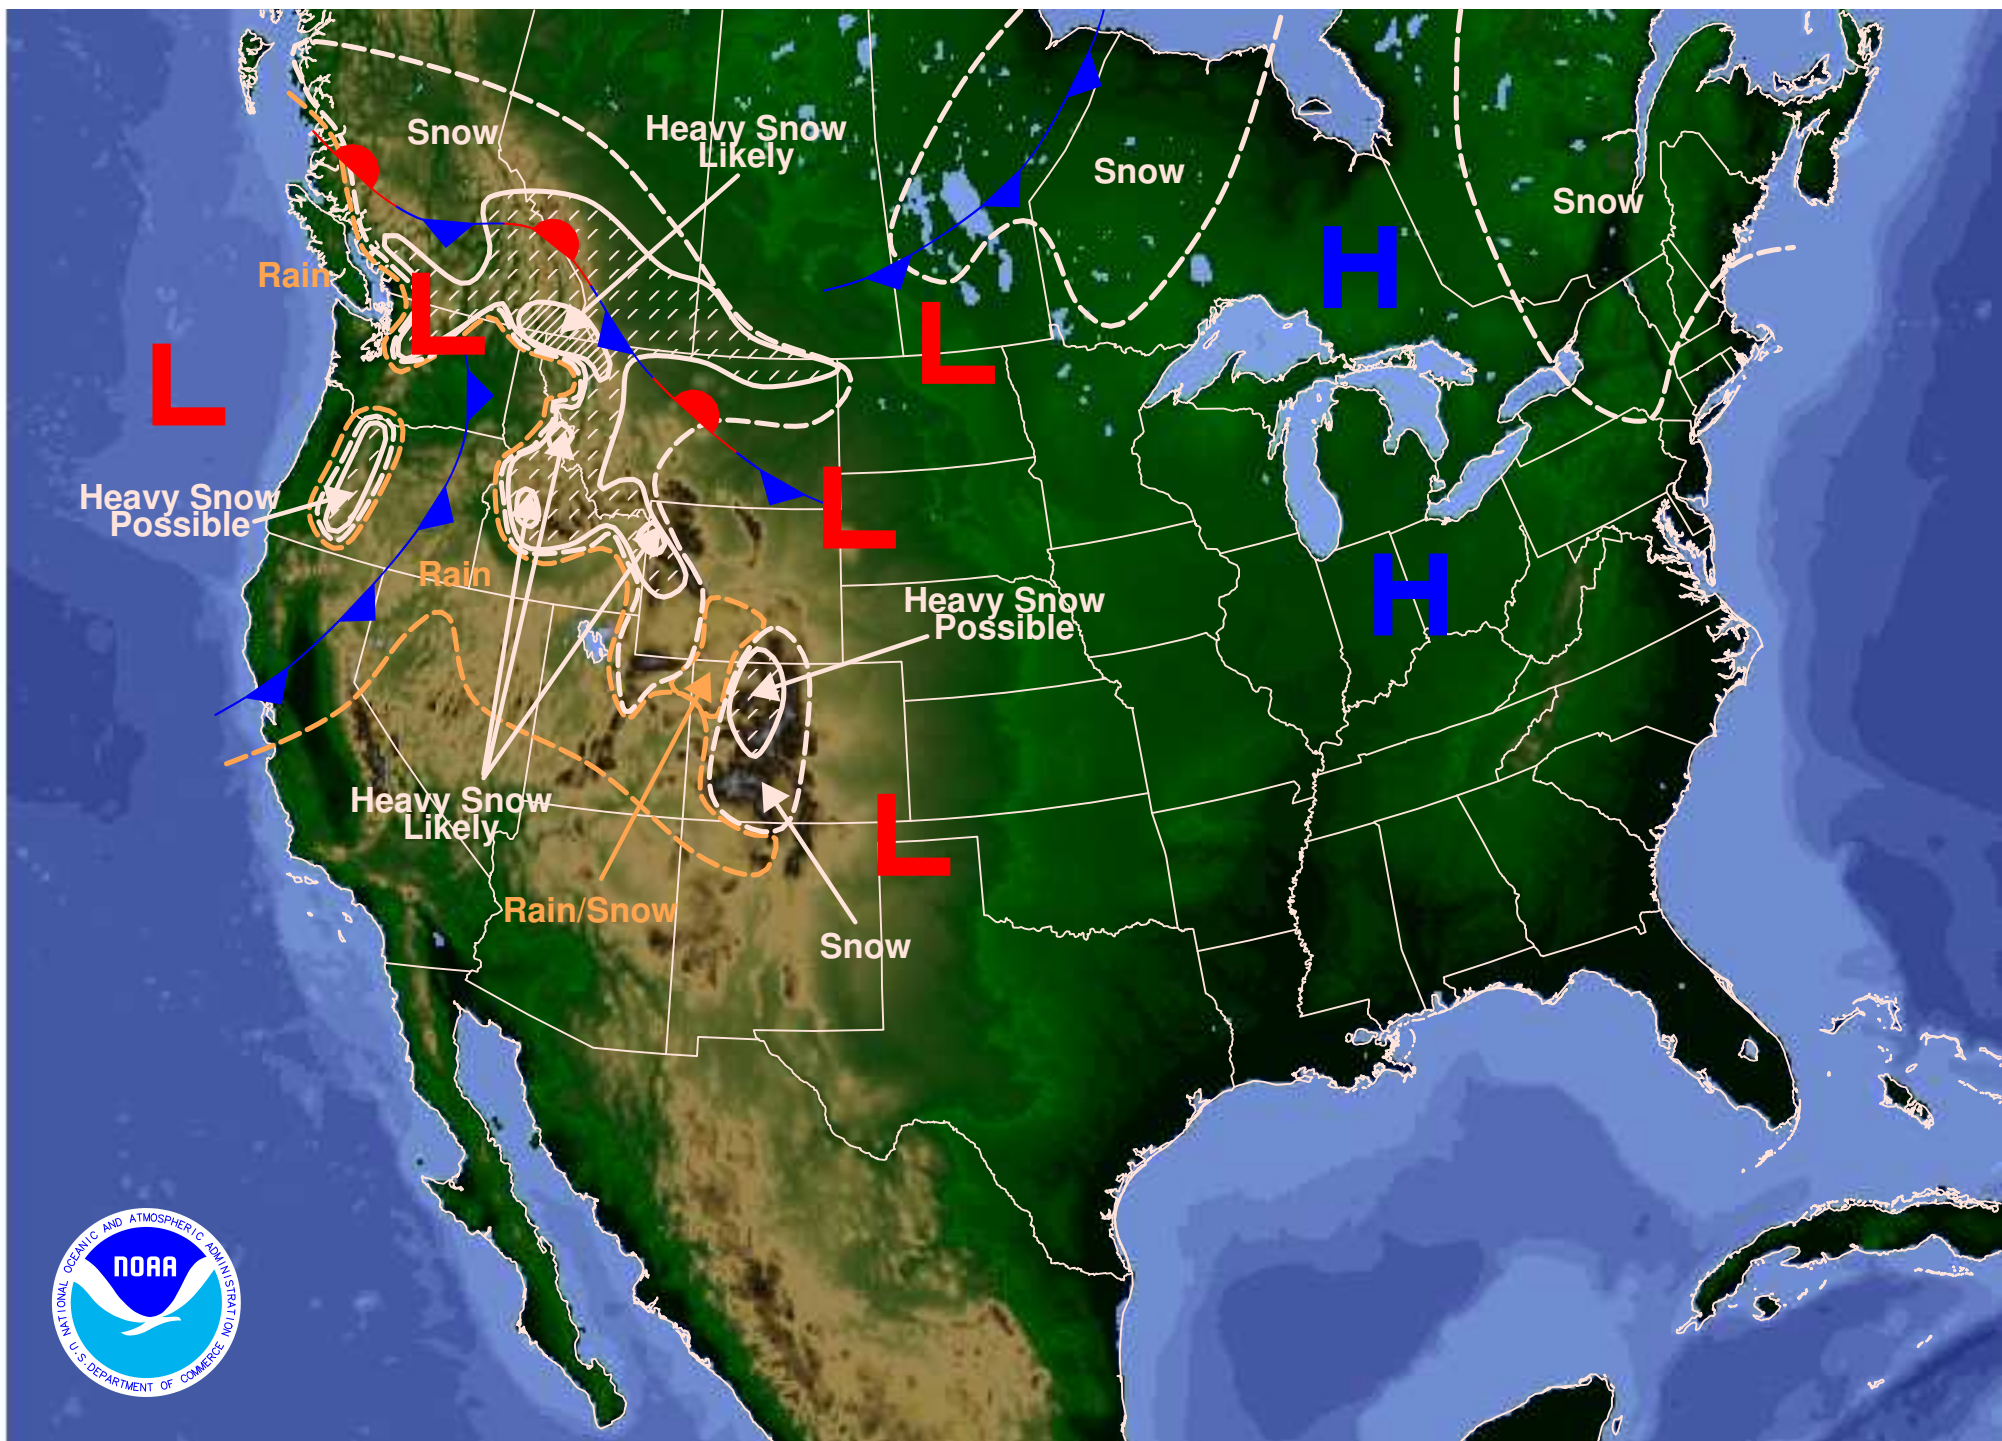 Snow
Heavy Snow
Likely
Snow
Snow
H
Rain
L
L
L
Heavy Snow
Possible
L
H
Rain
Heavy Snow
Possible
Heavy Snow
Likely
L
Rain/Snow
Snow
NATIONAL OCEANIC AND ATMOSPHERIC ADMINISTRATION
NOAA
U.S. DEPARTMENT OF COMMERCE